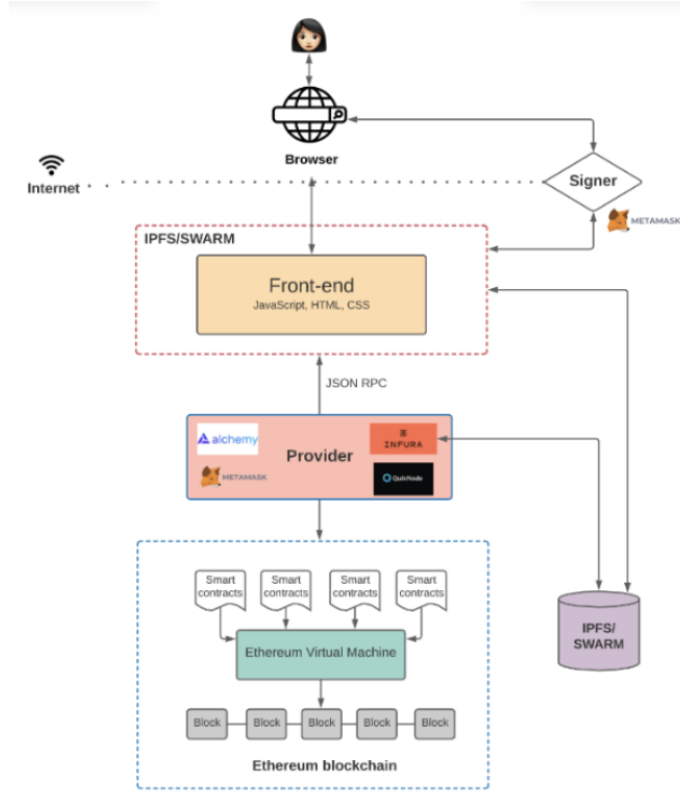 Browser
Internet
Signer
METAMASK
IPFS/SWARM
Front-end
JavaScript, HTML, CSS
JSON RPC
alchemy
Provider
INFURA
METAMASK
QuickNode
Smart
contracts
Smart
contracts
Smart
contracts
Smart
contracts
IPFS/
SWARM
Ethereum Virtual Machine
Block
Block
Block
Block
Block
Ethereum blockchain